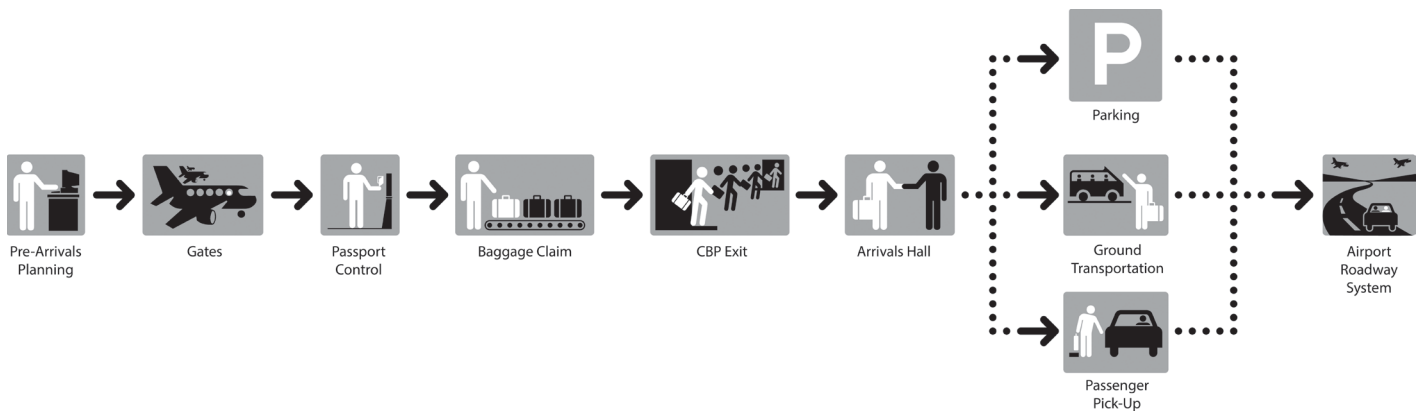 Pre-Arrivals
Planning
Gates
Passport
Control
Baggage Claim
CBP Exit
Arrivals Hall
P
Parking
Ground
Transportation
Passenger
Pick-Up
Airport
Roadway
System